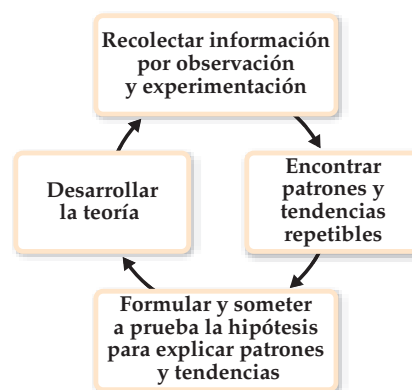 Recolectar información
por observación
y experimentación
Encontrar
patrones y
tendencias
repetibles
Formular y someter
a prueba la hipótesis
para explicar patrones
y tendencias
Desarrollar
la teoría